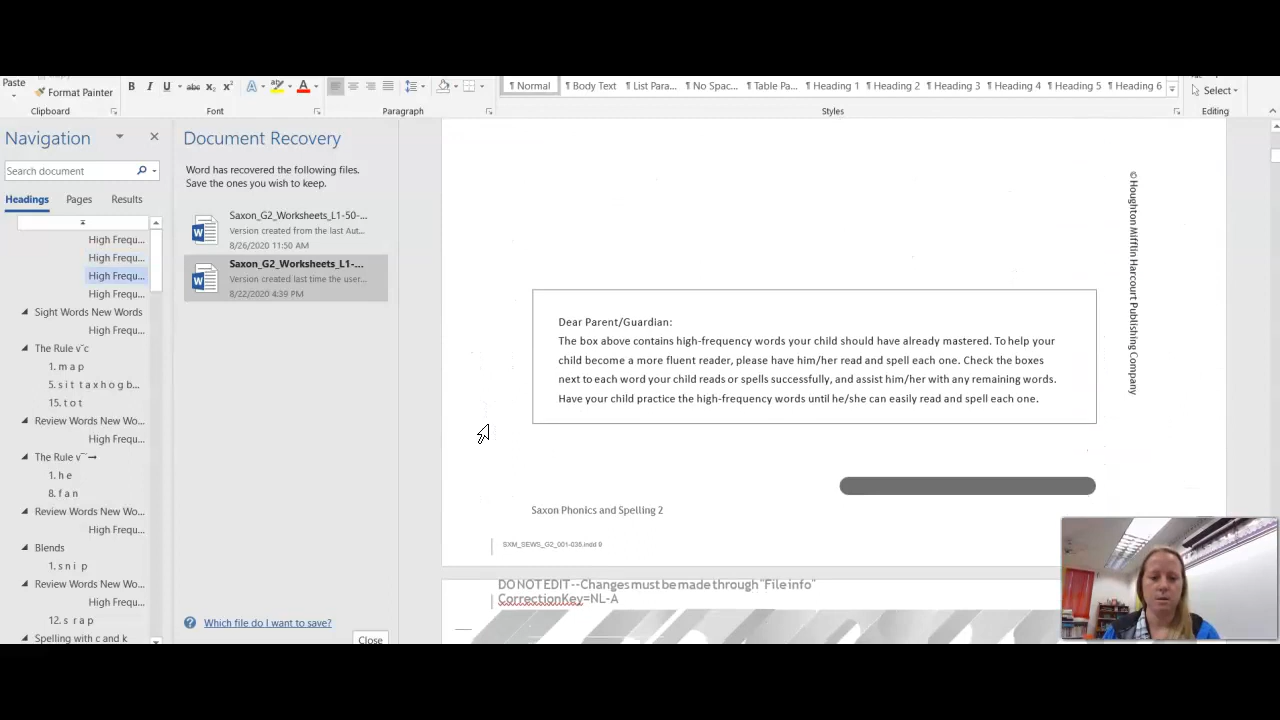 Paste
Format Painter
B I U abc x₂ x² A A
¶ Normal ¶ Body Text ¶ List Para... ¶ No Spac... ¶ Table Pa... ¶ Heading 1 ¶ Heading 2 ¶ Heading 3 ¶ Heading 4 ¶ Heading 5 ¶ Heading 6
Select
Clipboard Font Paragraph Styles Editing
Navigation
Search document
Headings Pages Results
High Frequ...
High Frequ...
High Frequ...
High Frequ...
Sight Words New Words
High Frequ...
The Rule v˘c
1. m a p
5. s i t t a x h o g b...
15. t o t
Review Words New Wo...
High Frequ...
The Rule v¯➞
1. h e
8. f a n
Review Words New Wo...
High Frequ...
Blends
1. s n i p
Review Words New Wo...
High Frequ...
12. s r a p
Spelling with c and k
Document Recovery
Word has recovered the following files.
Save the ones you wish to keep.
Saxon_G2_Worksheets_L1-50-...
Version created from the last Aut...
8/26/2020 11:50 AM
Saxon_G2_Worksheets_L1-...
Version created last time the user...
8/22/2020 4:39 PM
Which file do I want to save?
Close
© Houghton Mifflin Harcourt Publishing Company
Dear Parent/Guardian:
The box above contains high-frequency words your child should have already mastered. To help your
child become a more fluent reader, please have him/her read and spell each one. Check the boxes
next to each word your child reads or spells successfully, and assist him/her with any remaining words.
Have your child practice the high-frequency words until he/she can easily read and spell each one.
Saxon Phonics and Spelling 2
SXM_SEWS_G2_001-035.indd 9
DO NOT EDIT--Changes must be made through "File info"
CorrectionKey=NL-A